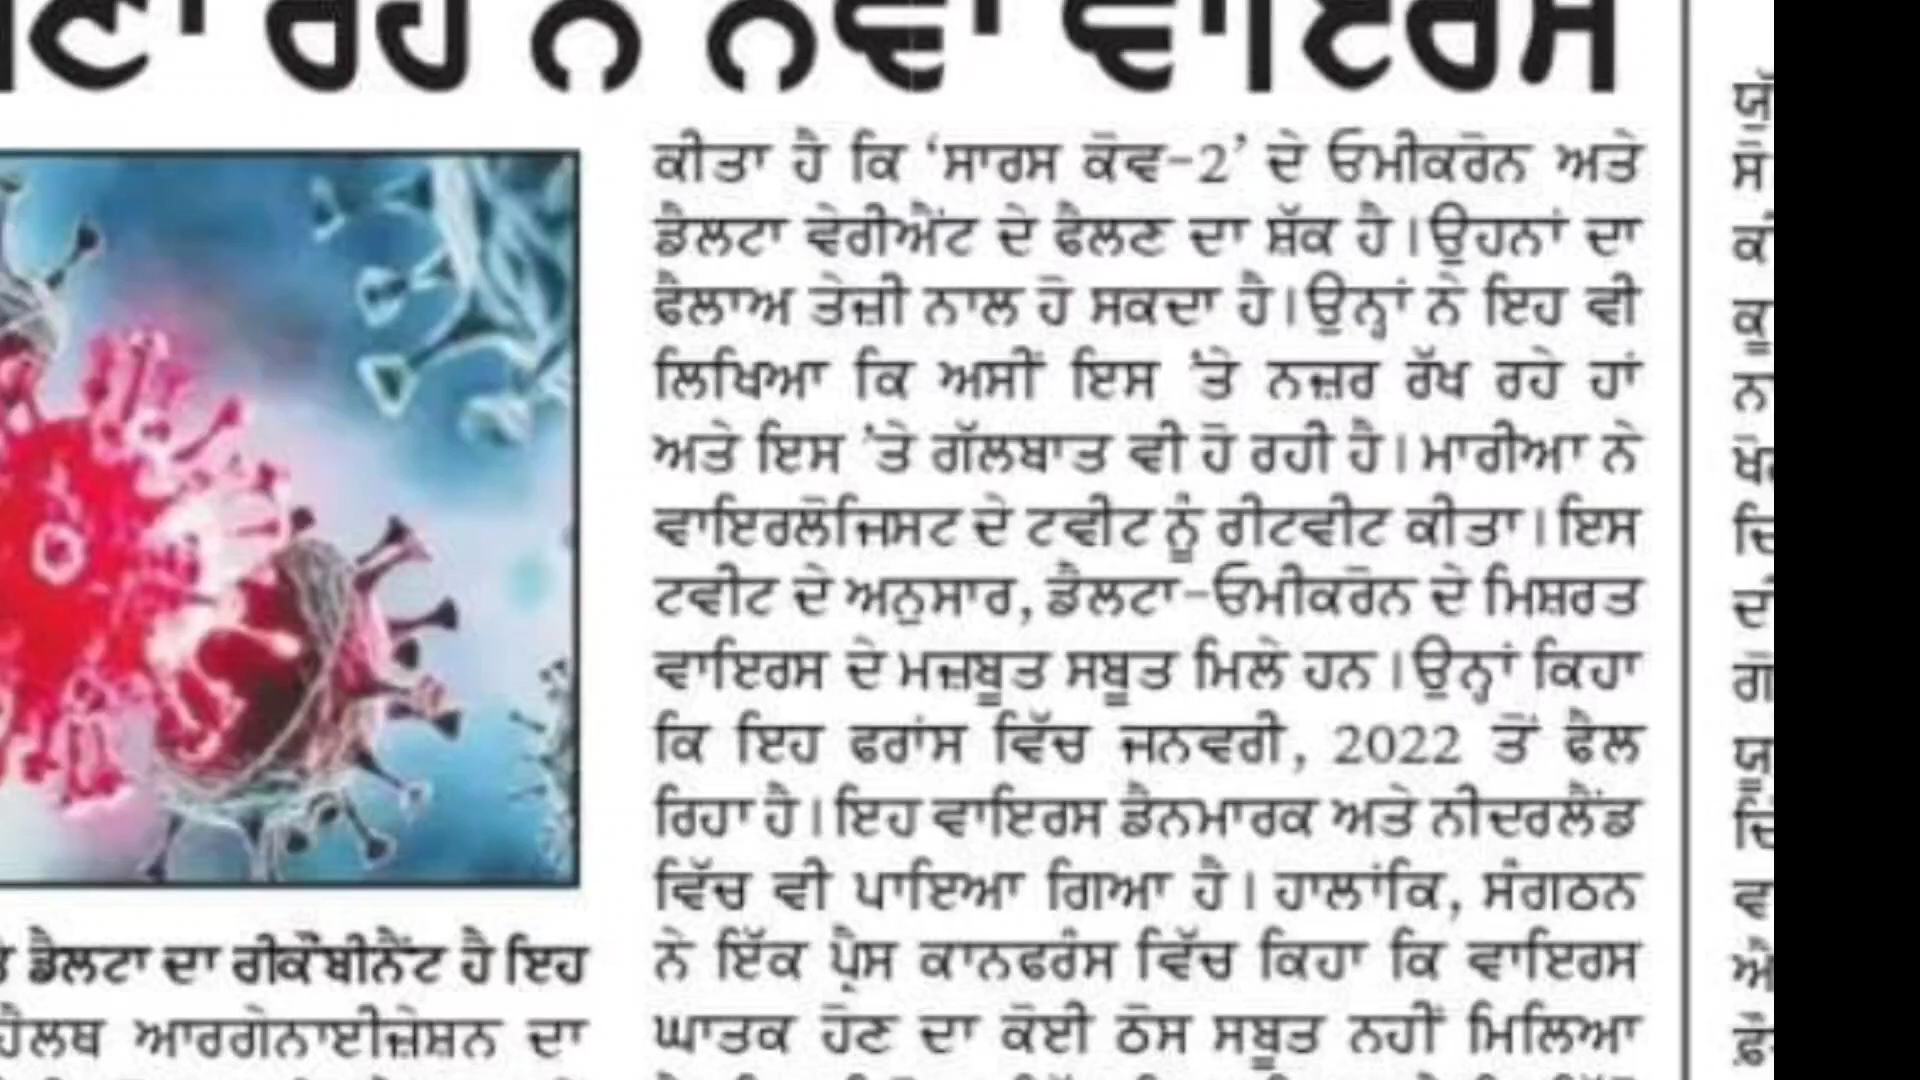 ਰਹੇ ਨੇ ਨਵਾਂ ਵਾਇਰਸ
ਡੈਲਟਾ ਦਾ ਰੀਕੌਂਬੀਨੈਂਟ ਹੈ ਇਹ
ਹੈਲਥ ਆਰਗੇਨਾਈਜ਼ੇਸ਼ਨ ਦਾ
ਕੀਤਾ ਹੈ ਕਿ ‘ਸਾਰਸ ਕੋਵ-2’ ਦੇ ਓਮੀਕਰੋਨ ਅਤੇ
ਡੈਲਟਾ ਵੇਰੀਐਂਟ ਦੇ ਫੈਲਣ ਦਾ ਸ਼ੱਕ ਹੈ। ਉਹਨਾਂ ਦਾ
ਫੈਲਾਅ ਤੇਜ਼ੀ ਨਾਲ ਹੋ ਸਕਦਾ ਹੈ। ਉਨ੍ਹਾਂ ਨੇ ਇਹ ਵੀ
ਲਿਖਿਆ ਕਿ ਅਸੀਂ ਇਸ ’ਤੇ ਨਜ਼ਰ ਰੱਖ ਰਹੇ ਹਾਂ
ਅਤੇ ਇਸ ’ਤੇ ਗੱਲਬਾਤ ਵੀ ਹੋ ਰਹੀ ਹੈ। ਮਾਰੀਆ ਨੇ
ਵਾਇਰਲੋਜਿਸਟ ਦੇ ਟਵੀਟ ਨੂੰ ਰੀਟਵੀਟ ਕੀਤਾ। ਇਸ
ਟਵੀਟ ਦੇ ਅਨੁਸਾਰ, ਡੈਲਟਾ-ਓਮੀਕਰੋਨ ਦੇ ਮਿਸ਼ਰਤ
ਵਾਇਰਸ ਦੇ ਮਜ਼ਬੂਤ ਸਬੂਤ ਮਿਲੇ ਹਨ। ਉਨ੍ਹਾਂ ਕਿਹਾ
ਕਿ ਇਹ ਫਰਾਂਸ ਵਿੱਚ ਜਨਵਰੀ, 2022 ਤੋਂ ਫੈਲ
ਰਿਹਾ ਹੈ। ਇਹ ਵਾਇਰਸ ਡੈਨਮਾਰਕ ਅਤੇ ਨੀਦਰਲੈਂਡ
ਵਿੱਚ ਵੀ ਪਾਇਆ ਗਿਆ ਹੈ। ਹਾਲਾਂਕਿ, ਸੰਗਠਨ
ਨੇ ਇੱਕ ਪ੍ਰੈਸ ਕਾਨਫਰੰਸ ਵਿੱਚ ਕਿਹਾ ਕਿ ਵਾਇਰਸ
ਘਾਤਕ ਹੋਣ ਦਾ ਕੋਈ ਠੋਸ ਸਬੂਤ ਨਹੀਂ ਮਿਲਿਆ